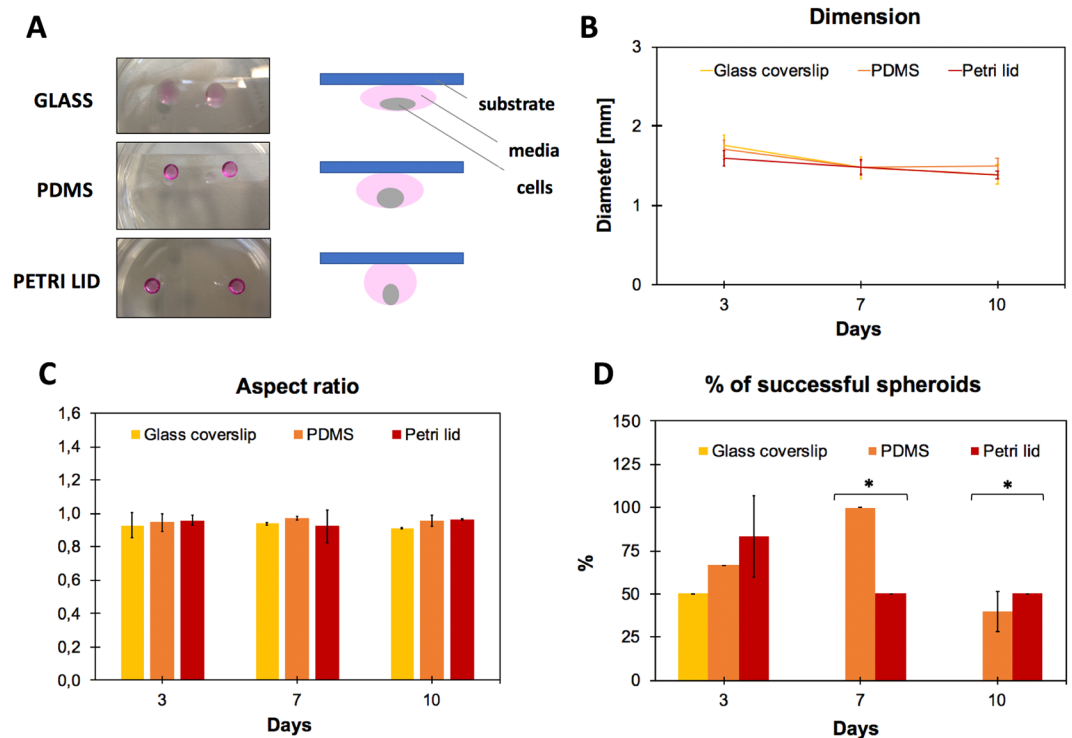 A
GLASS
PDMS
PETRI LID
substrate
media
cells
B
Dimension
Glass coverslip PDMS Petri lid
Diameter [mm]
3
2
1
0
3 7 10
Days
C
Aspect ratio
Glass coverslip PDMS Petri lid
1,6
1,4
1,2
1,0
0,8
0,6
0,4
0,2
0,0
3 7 10
Days
D
% of successful spheroids
Glass coverslip PDMS Petri lid
%
150
125
100
75
50
25
0
* *
3 7 10
Days